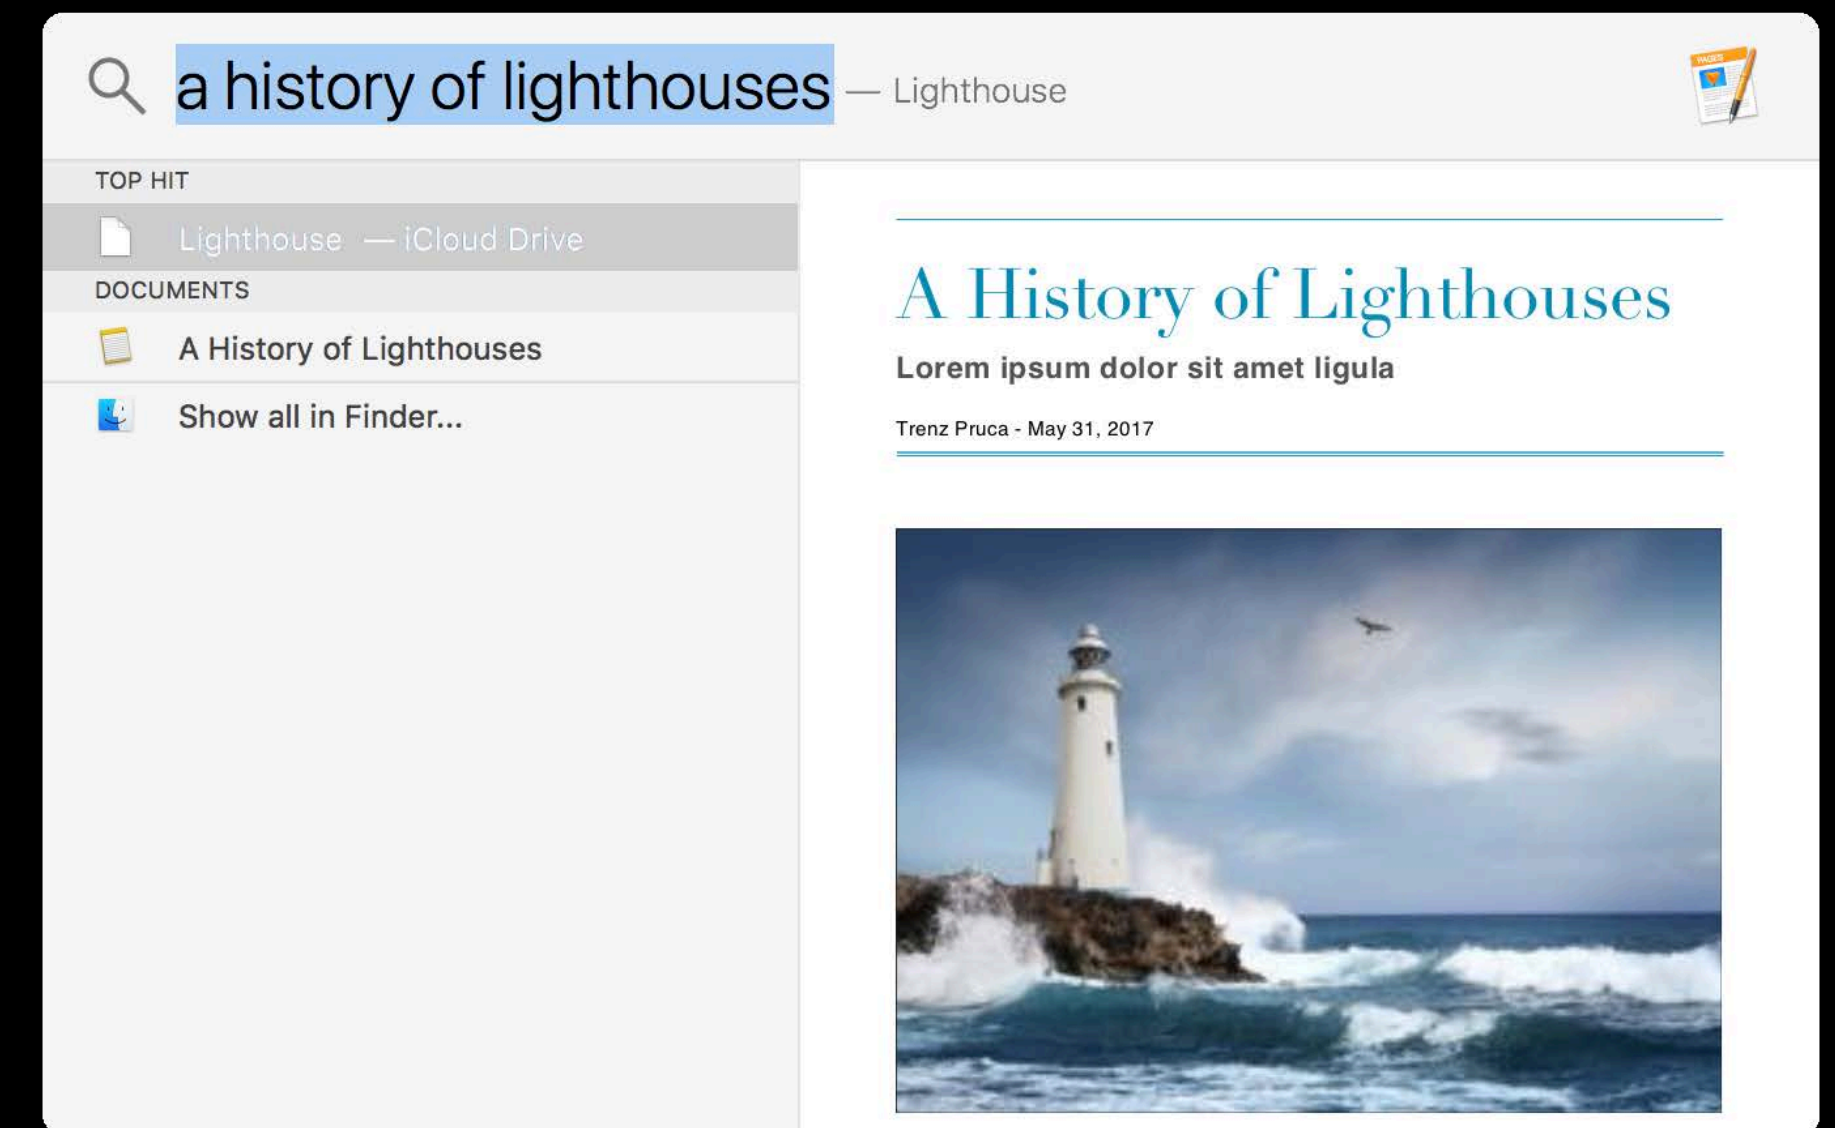 a history of lighthouses — Lighthouse
PAGES
TOP HIT
Lighthouse — iCloud Drive
DOCUMENTS
A History of Lighthouses
Show all in Finder...
A History of Lighthouses
Lorem ipsum dolor sit amet ligula
Trenz Pruca - May 31, 2017